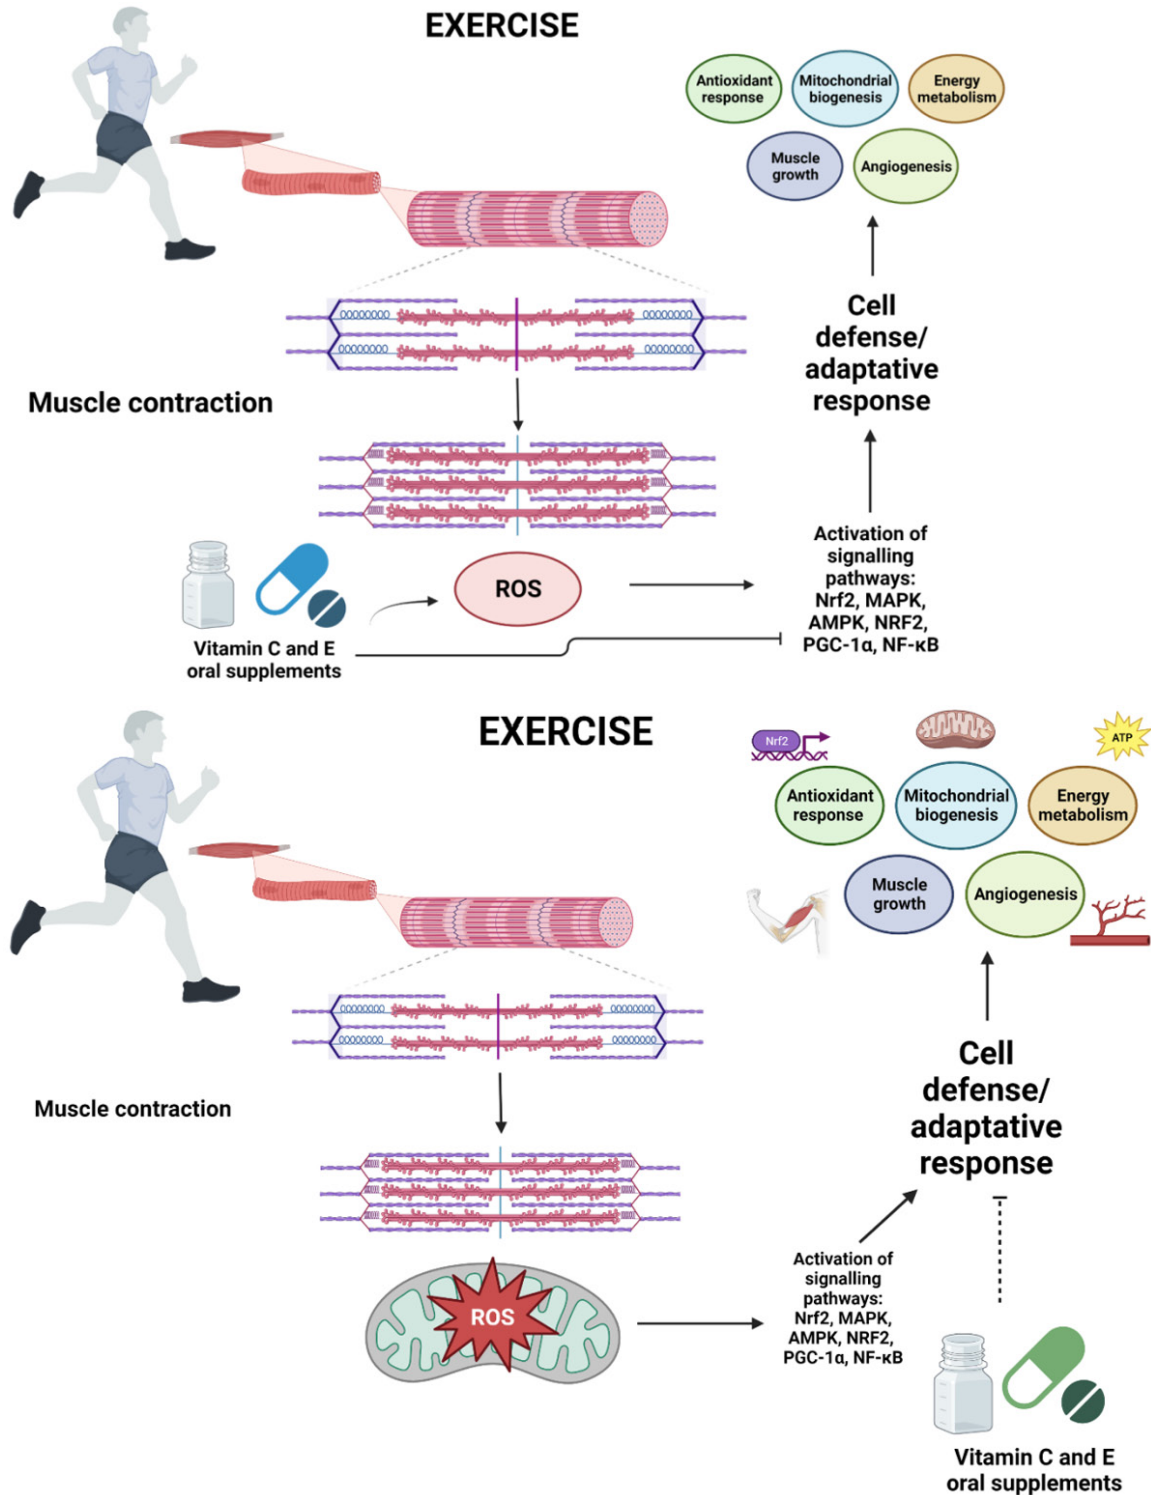 EXERCISE
Antioxidant
response
Mitochondrial
biogenesis
Energy
metabolism
Muscle
growth
Angiogenesis
Cell
defense/
adaptative
response
Muscle contraction
ROS
Activation of
signalling
pathways:
Nrf2, MAPK,
AMPK, NRF2,
PGC-1α, NF-κB
Vitamin C and E
oral supplements
EXERCISE
Nrf2
ATP
Antioxidant
response
Mitochondrial
biogenesis
Energy
metabolism
Muscle
growth
Angiogenesis
Cell
defense/
adaptative
response
Muscle contraction
ROS
Activation of
signalling
pathways:
Nrf2, MAPK,
AMPK, NRF2,
PGC-1α, NF-κB
Vitamin C and E
oral supplements